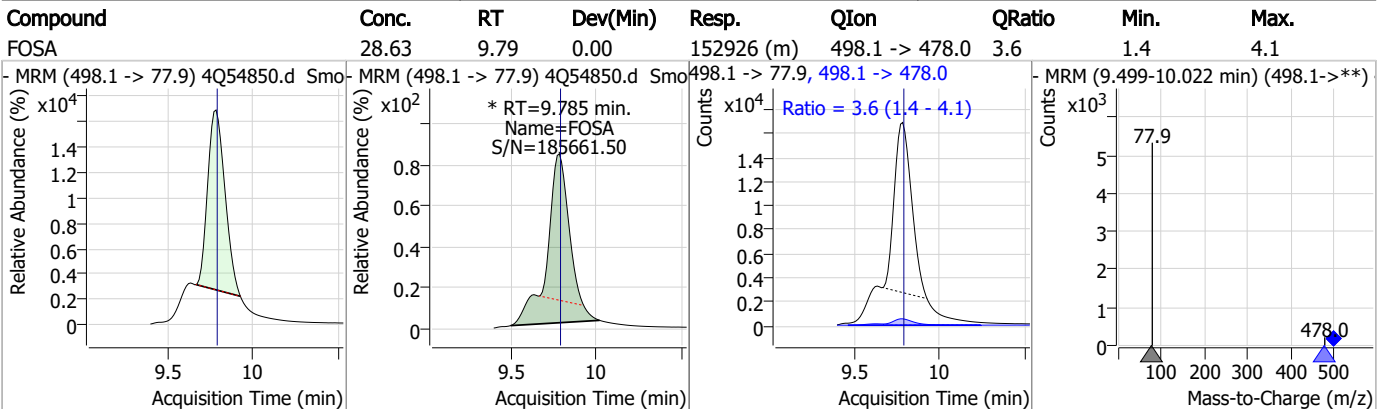 Compound Conc. RT Dev(Min) Resp. QIon QRatio Min. Max.
FOSA 28.63 9.79 0.00 152926 (m) 498.1 -> 478.0 3.6 1.4 4.1
- MRM (498.1 -> 77.9) 4Q54850.d Smo
Relative Abundance (%)
x10⁴
1.4
1.2
1
0.8
0.6
0.4
0.2
0
9.5 10
Acquisition Time (min)
- MRM (498.1 -> 77.9) 4Q54850.d Smo
Relative Abundance (%)
x10²
* RT=9.785 min.
Name=FOSA
S/N=185661.50
0.8
0.6
0.4
0.2
0
9.5 10
Acquisition Time (min)
498.1 -> 77.9, 498.1 -> 478.0
Counts
x10⁴
Ratio = 3.6 (1.4 - 4.1)
1.4
1.2
1
0.8
0.6
0.4
0.2
0
9.5 10
Acquisition Time (min)
- MRM (9.499-10.022 min) (498.1->**)
Counts
x10³
77.9
5
4
3
2
1
0
478.0
100 200 300 400 500
Mass-to-Charge (m/z)